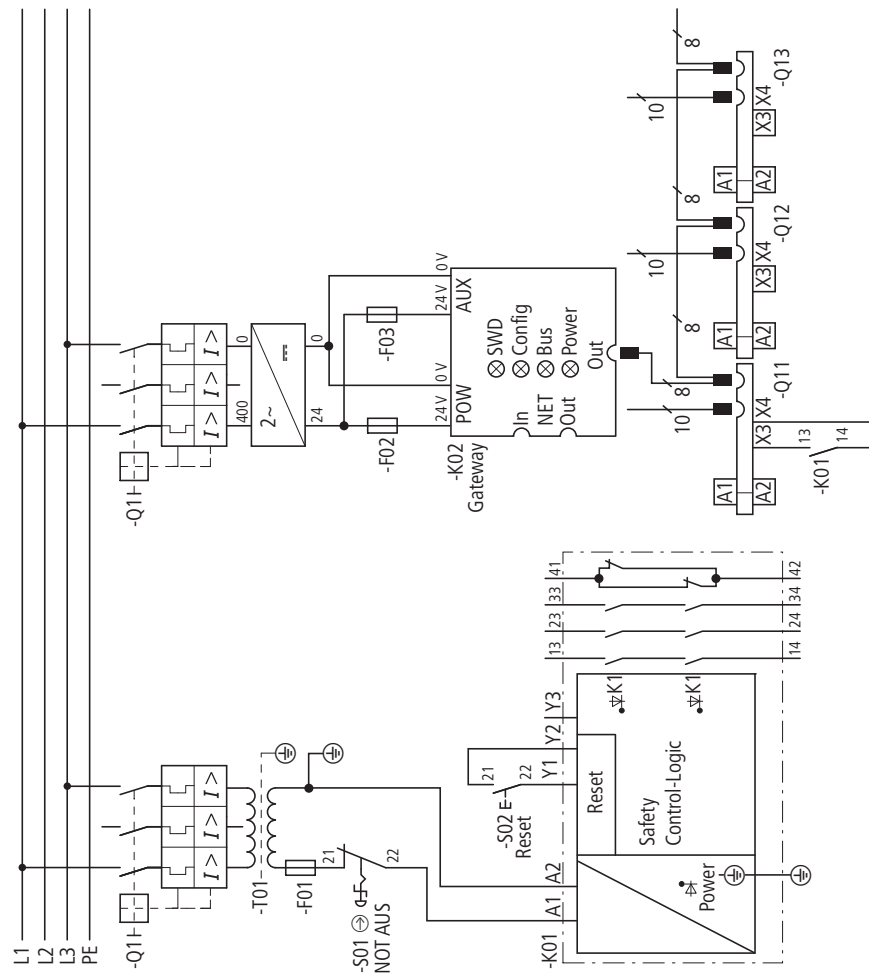 L1
L2
L3
PE
-Q1
I > I > I >
-T01
-F01
21
22
-S01
NOT AUS
-S02
Reset
21
22
Y1 Y2 Y3
-K01
A1 A2
Power
Reset
Safety
Control-Logic
K1
K1
13 23 33 41
14 24 34 42
-Q1
I > I > I >
400 0
2~
24 0
-F02
-F03
-K02
Gateway
24 V 0 V 24 V 0 V
POW AUX
SWD
Config
Bus
Power
In
NET
Out
Out
8
10
-Q11
A1
A2
X3 X4
13
14
-K01
8
10
-Q12
A1
A2
X3 X4
8
10
-Q13
A1
A2
X3 X4
8